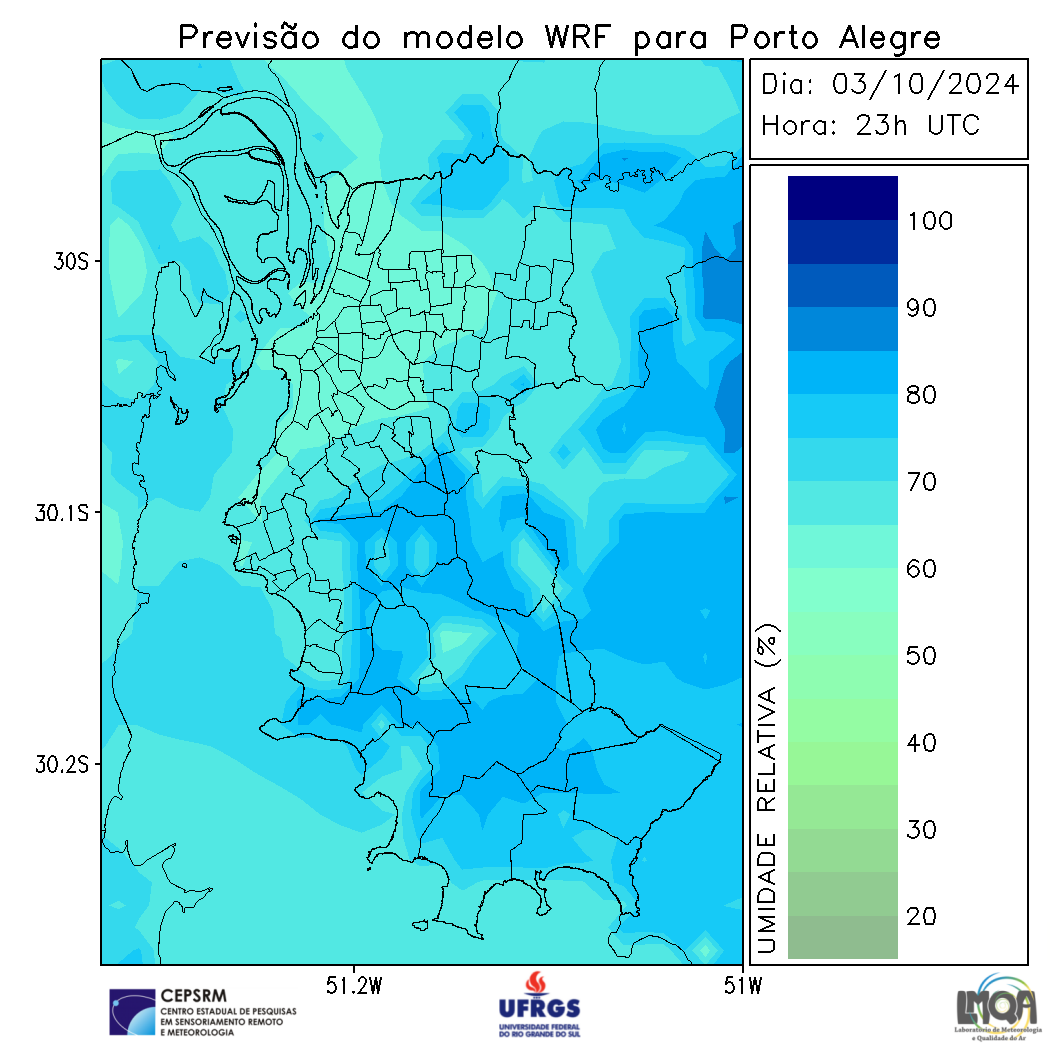 Previsão do modelo WRF para Porto Alegre
Dia: 03/10/2024
Hora: 23h UTC
30S
30.1S
30.2S
51.2W
51W
UMIDADE RELATIVA (%)
100
90
80
70
60
50
40
30
20
CEPSRM
CENTRO ESTADUAL DE PESQUISAS
EM SENSORIAMENTO REMOTO
E METEOROLOGIA
UFRGS
UNIVERSIDADE FEDERAL
DO RIO GRANDE DO SUL
LMQA
Laboratório de Meteorologia
e Qualidade do Ar